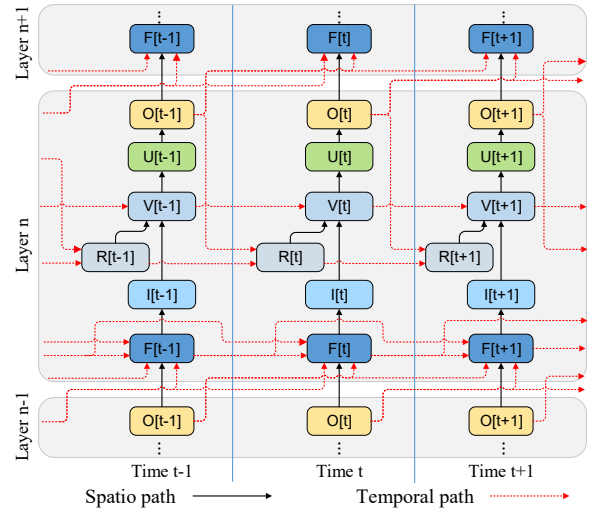 Layer n+1
F[t-1] F[t] F[t+1]
Layer n
O[t-1] O[t] O[t+1]
U[t-1] U[t] U[t+1]
V[t-1] V[t] V[t+1]
R[t-1] R[t] R[t+1]
I[t-1] I[t] I[t+1]
F[t-1] F[t] F[t+1]
Layer n-1
O[t-1] O[t] O[t+1]
Time t-1 Time t Time t+1
Spatio path Temporal path